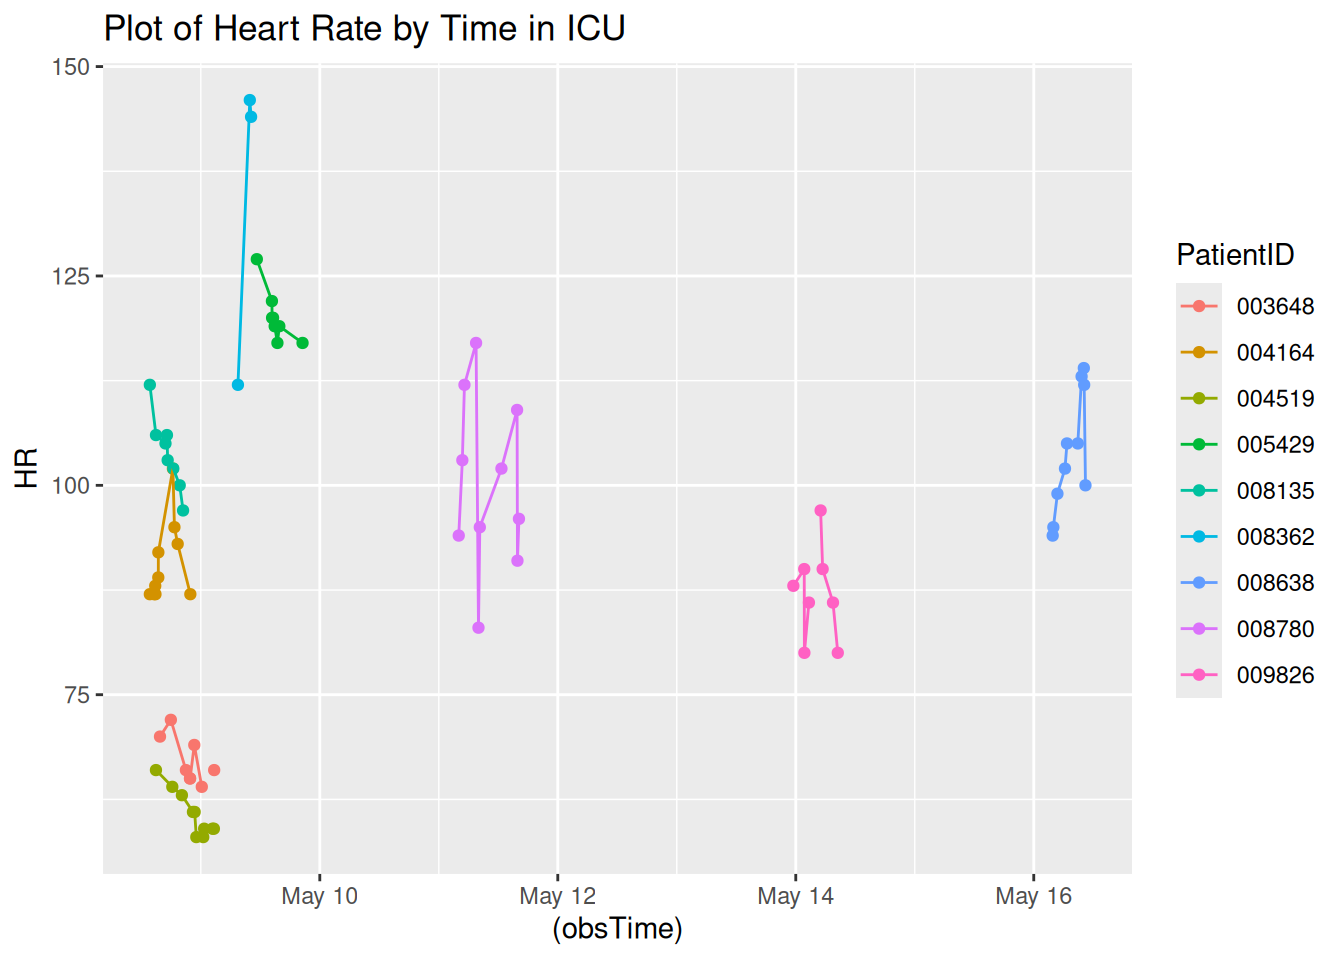 Plot of Heart Rate by Time in ICU
150
125
100
75
HR
May 10
May 12
May 14
May 16
(obsTime)
PatientID
003648
004164
004519
005429
008135
008362
008638
008780
009826